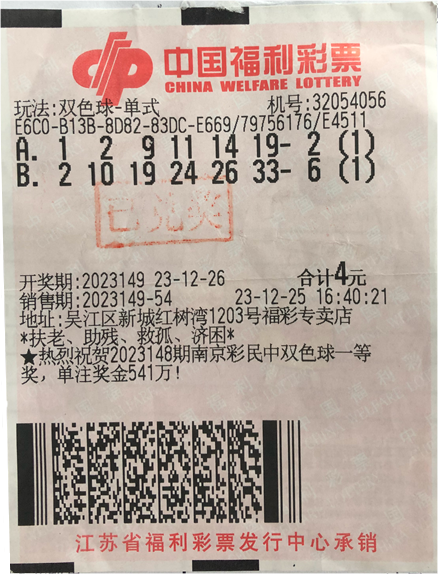 中国福利彩票
CHINA WELFARE LOTTERY
玩法:双色球-单式 机号:32054056
E6C0-B13B-8D82-83DC-E669/79756176/E4511
A. 1 2 9 11 14 19- 2 (1)
B. 2 10 19 24 26 33- 6 (1)
已兑奖
开奖期:2023149 23-12-26 合计4元
销售期:2023149-54 23-12-25 16:40:21
地址:吴江区新城红树湾1203号福彩专卖店
*扶老、助残、救孤、济困*
★热烈祝贺2023148期南京彩民中双色球一等
奖,单注奖金541万!
江苏省福利彩票发行中心承销